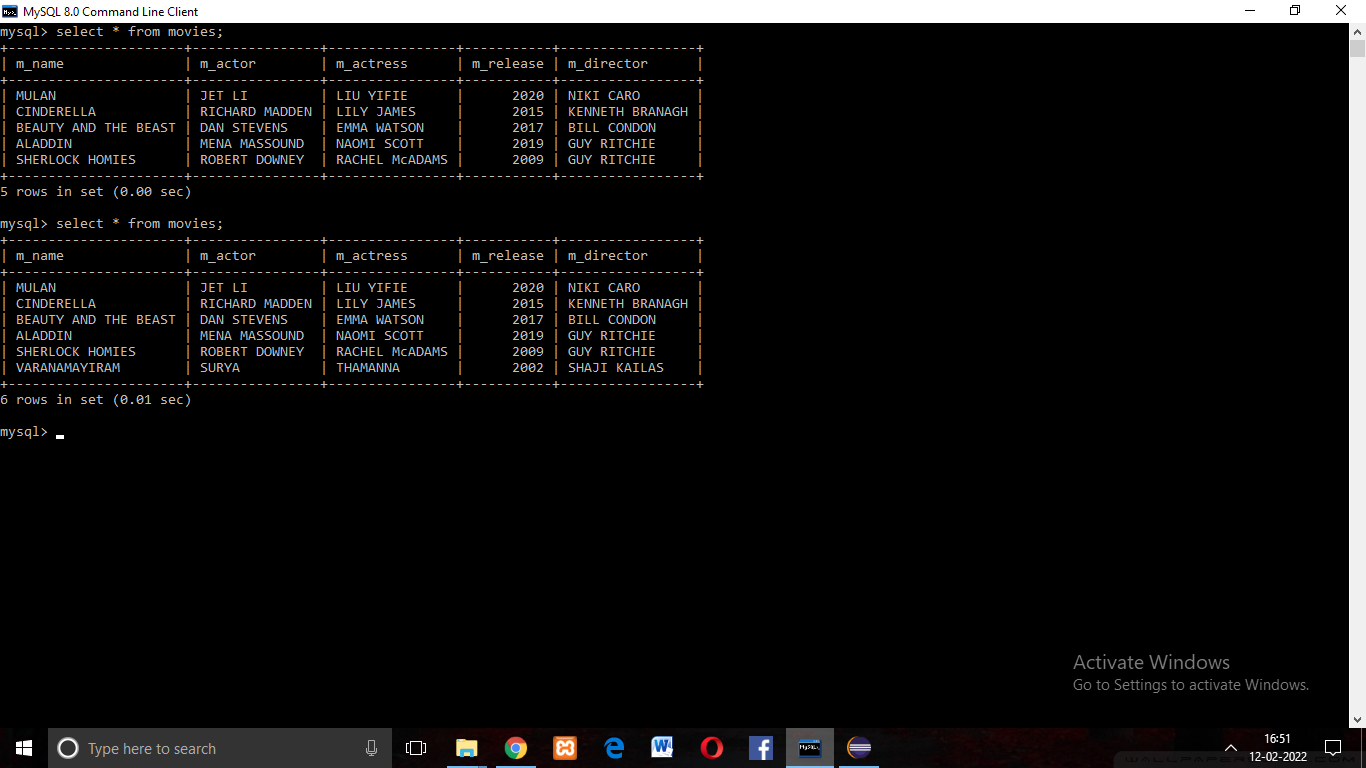 MySQL 8.0 Command Line Client
mysql> select * from movies;
+---------------------+----------------+----------------+-----------+-----------------+
| m_name              | m_actor        | m_actress      | m_release | m_director      |
+---------------------+----------------+----------------+-----------+-----------------+
| MULAN               | JET LI         | LIU YIFIE      |      2020 | NIKI CARO       |
| CINDERELLA          | RICHARD MADDEN | LILY JAMES     |      2015 | KENNETH BRANAGH |
| BEAUTY AND THE BEAST | DAN STEVENS    | EMMA WATSON    |      2017 | BILL CONDON     |
| ALADDIN             | MENA MASSOUND  | NAOMI SCOTT    |      2019 | GUY RITCHIE     |
| SHERLOCK HOMIES     | ROBERT DOWNEY  | RACHEL McADAMS |      2009 | GUY RITCHIE     |
+---------------------+----------------+----------------+-----------+-----------------+
5 rows in set (0.00 sec)
mysql> select * from movies;
+---------------------+----------------+----------------+-----------+-----------------+
| m_name              | m_actor        | m_actress      | m_release | m_director      |
+---------------------+----------------+----------------+-----------+-----------------+
| MULAN               | JET LI         | LIU YIFIE      |      2020 | NIKI CARO       |
| CINDERELLA          | RICHARD MADDEN | LILY JAMES     |      2015 | KENNETH BRANAGH |
| BEAUTY AND THE BEAST | DAN STEVENS    | EMMA WATSON    |      2017 | BILL CONDON     |
| ALADDIN             | MENA MASSOUND  | NAOMI SCOTT    |      2019 | GUY RITCHIE     |
| SHERLOCK HOMIES     | ROBERT DOWNEY  | RACHEL McADAMS |      2009 | GUY RITCHIE     |
| VARANAMAYIRAM       | SURYA          | THAMANNA       |      2002 | SHAJI KAILAS    |
+---------------------+----------------+----------------+-----------+-----------------+
6 rows in set (0.01 sec)
mysql>
Activate Windows
Go to Settings to activate Windows.
Type here to search
16:51
12-02-2022